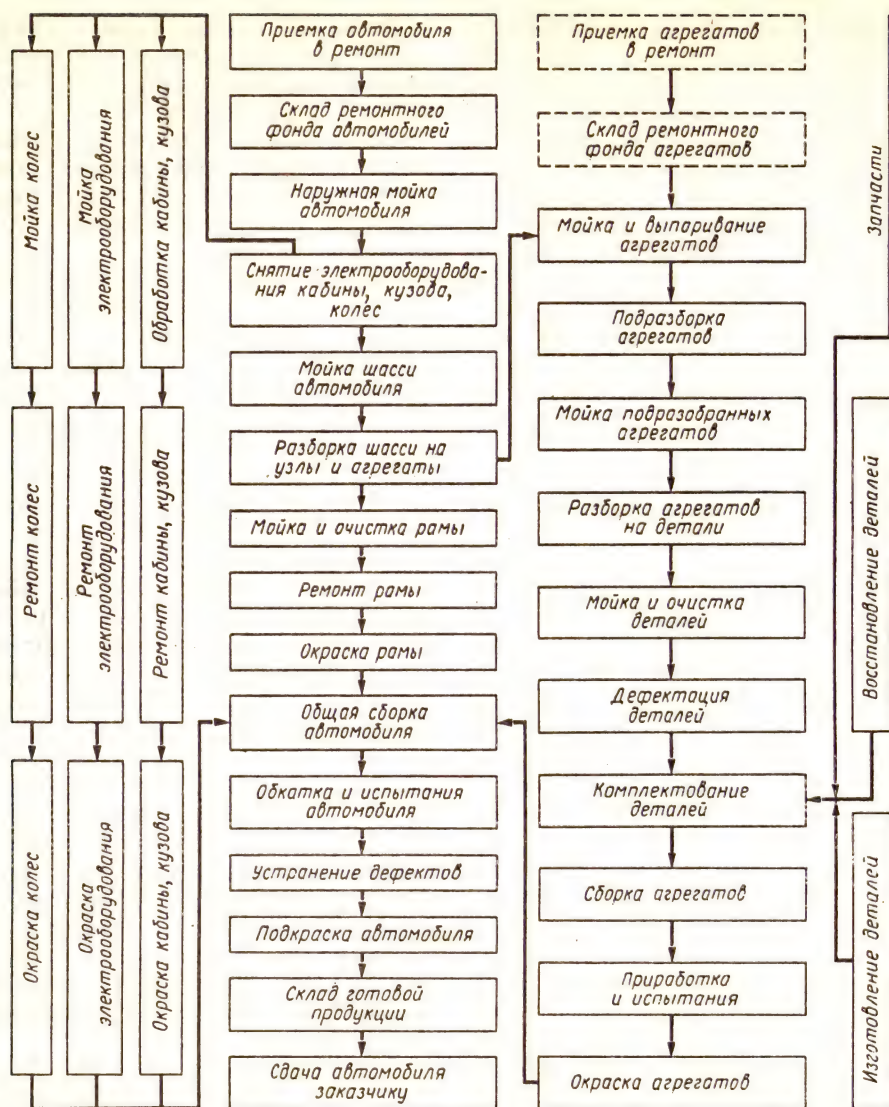 Приемка автомобиля
в ремонт
Склад ремонтного
фонда автомобилей
Наружная мойка
автомобиля
Снятие электрооборудова-
ния кабины, кузова,
колес
Мойка шасси
автомобиля
Разборка шасси на
узлы и агрегаты
Мойка и очистка рамы
Ремонт рамы
Окраска рамы
Общая сборка
автомобиля
Обкатка и испытания
автомобиля
Устранение дефектов
Подкраска автомобиля
Склад готовой
продукции
Сдача автомобиля
заказчику
Мойка колес
Ремонт колес
Окраска колес
Мойка
электрооборудования
Ремонт
электрооборудования
Окраска
электрооборудования
Обработка кабины, кузова
Ремонт кабины, кузова
Окраска кабины, кузова
Приемка агрегатов
в ремонт
Склад ремонтного
фонда агрегатов
Мойка и выпаривание
агрегатов
Подразборка
агрегатов
Мойка подразобранных
агрегатов
Разборка агрегатов
на детали
Мойка и очистка
деталей
Дефектация
деталей
Комплектование
деталей
Сборка агрегатов
Приработка
и испытания
Окраска агрегатов
Запчасти
Восстановление деталей
Изготовление деталей